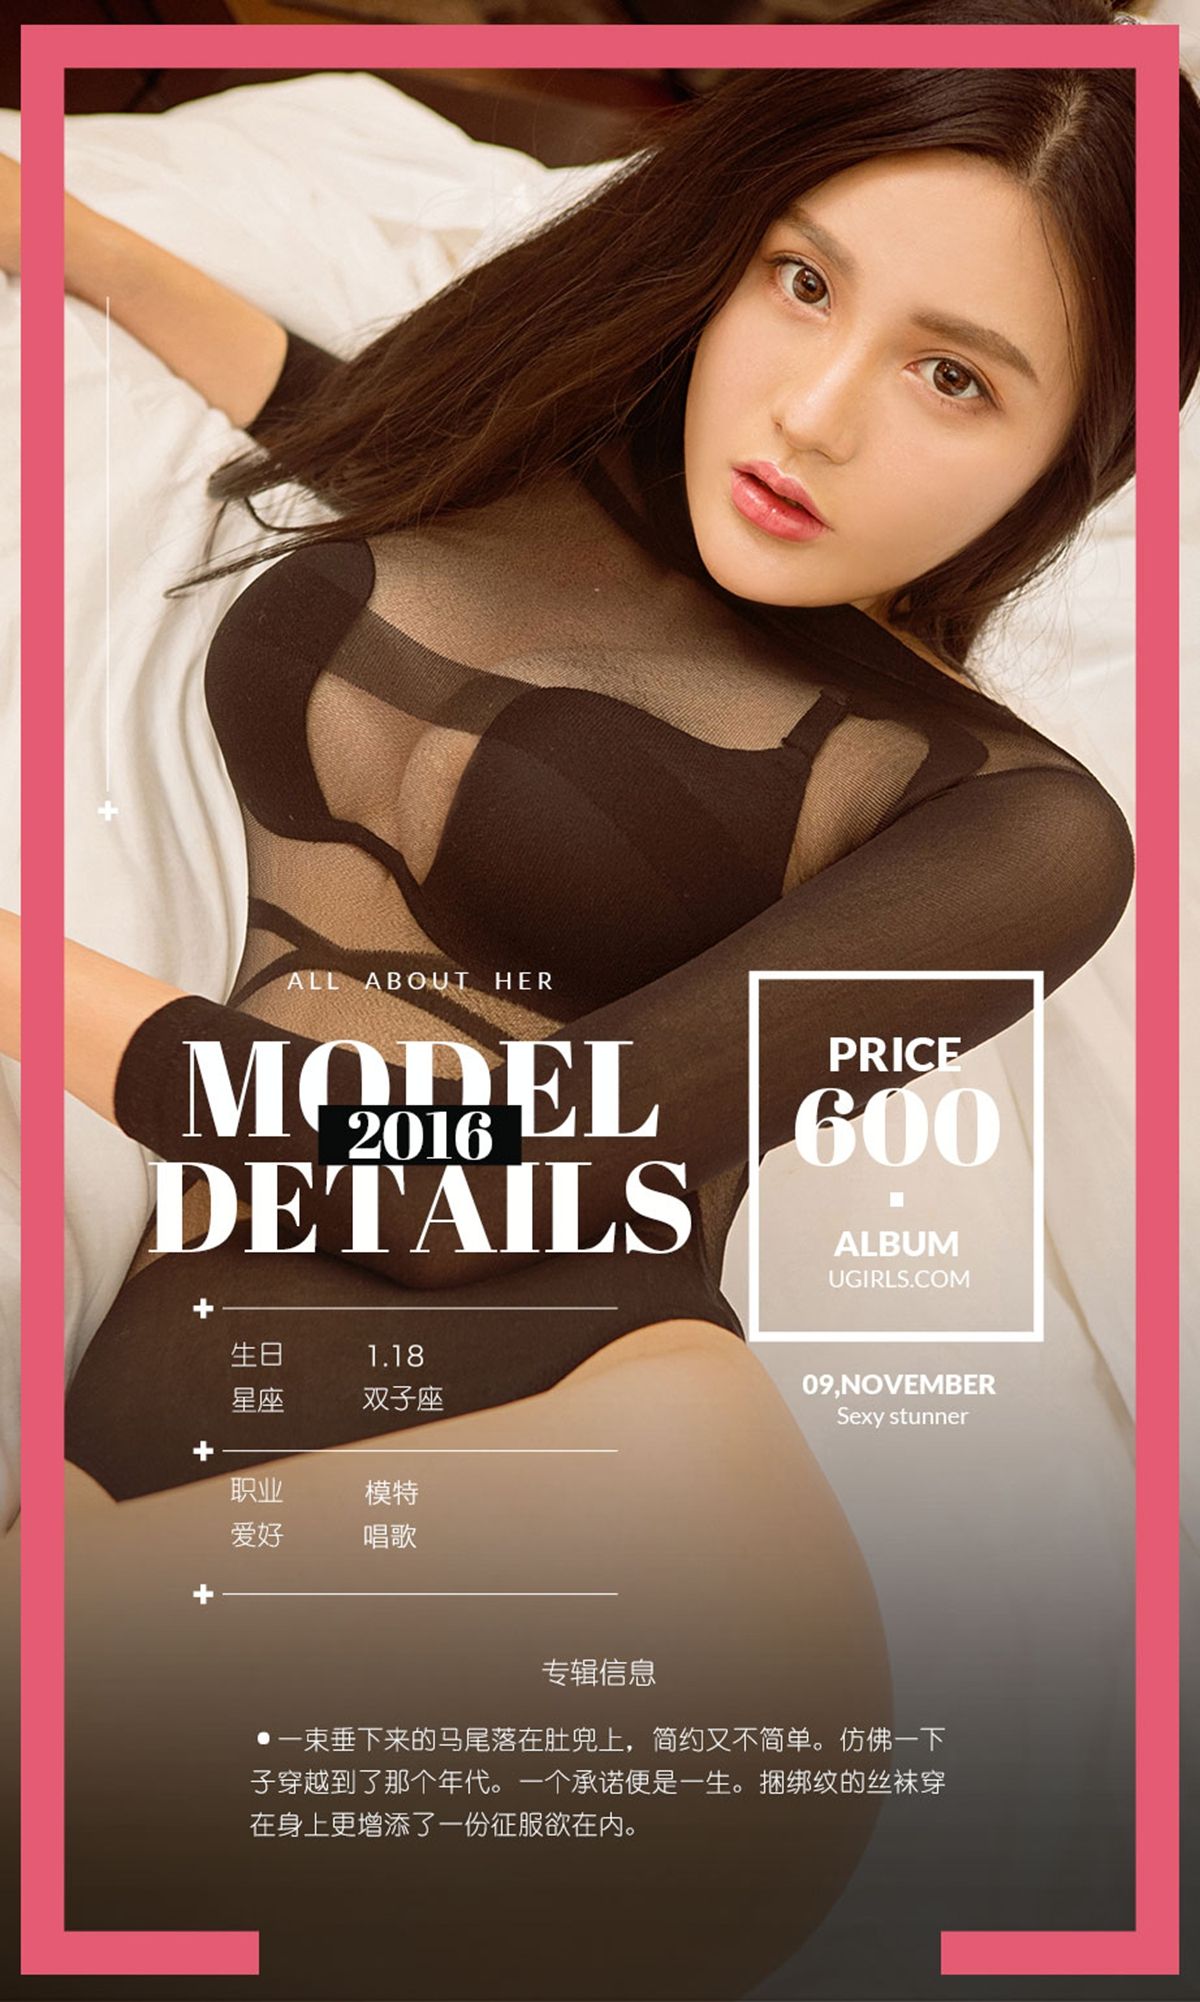 ALL ABOUT HER
MODEL
2016
DETAILS
PRICE
600
ALBUM
UGIRLS.COM
09,NOVEMBER
Sexy stunner
生日 1.18
星座 双子座
职业 模特
爱好 唱歌
专辑信息
•一束垂下来的马尾落在肚兜上，简约又不简单。仿佛一下
子穿越到了那个年代。一个承诺便是一生。捆绑纹的丝袜穿
在身上更增添了一份征服欲在内。